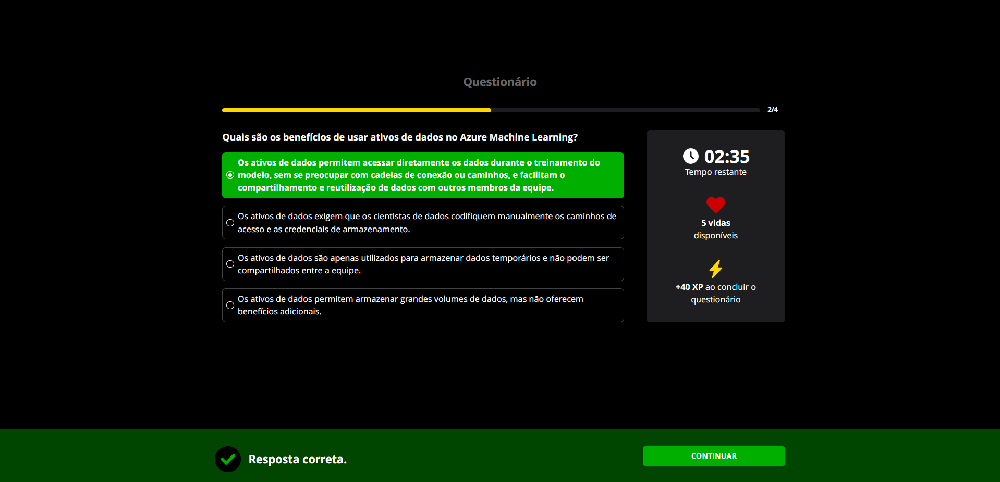 Questionário
2/4
Quais são os benefícios de usar ativos de dados no Azure Machine Learning?
Os ativos de dados permitem acessar diretamente os dados durante o treinamento do
modelo, sem se preocupar com cadeias de conexão ou caminhos, e facilitam o
compartilhamento e reutilização de dados com outros membros da equipe.
Os ativos de dados exigem que os cientistas de dados codifiquem manualmente os caminhos de
acesso e as credenciais de armazenamento.
Os ativos de dados são apenas utilizados para armazenar dados temporários e não podem ser
compartilhados entre a equipe.
Os ativos de dados permitem armazenar grandes volumes de dados, mas não oferecem
benefícios adicionais.
02:35
Tempo restante
5 vidas
disponíveis
+40 XP ao concluir o
questionário
Resposta correta.
CONTINUAR